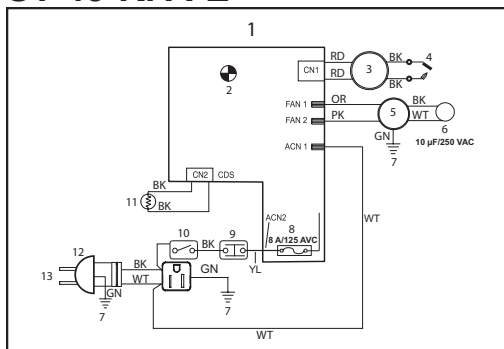 1
RD
BK
4
CN1
3
2
RD
BK
FAN 1
OR
BK
5
FAN 2
PK
WT
6
GN
10 µF/250 VAC
ACN 1
7
CN2
CDS
BK
11
BK
WT
ACN2
10
9
8
8 A/125 AVC
12
BK
BK
YL
13
WT
GN
GN
7
7
WT